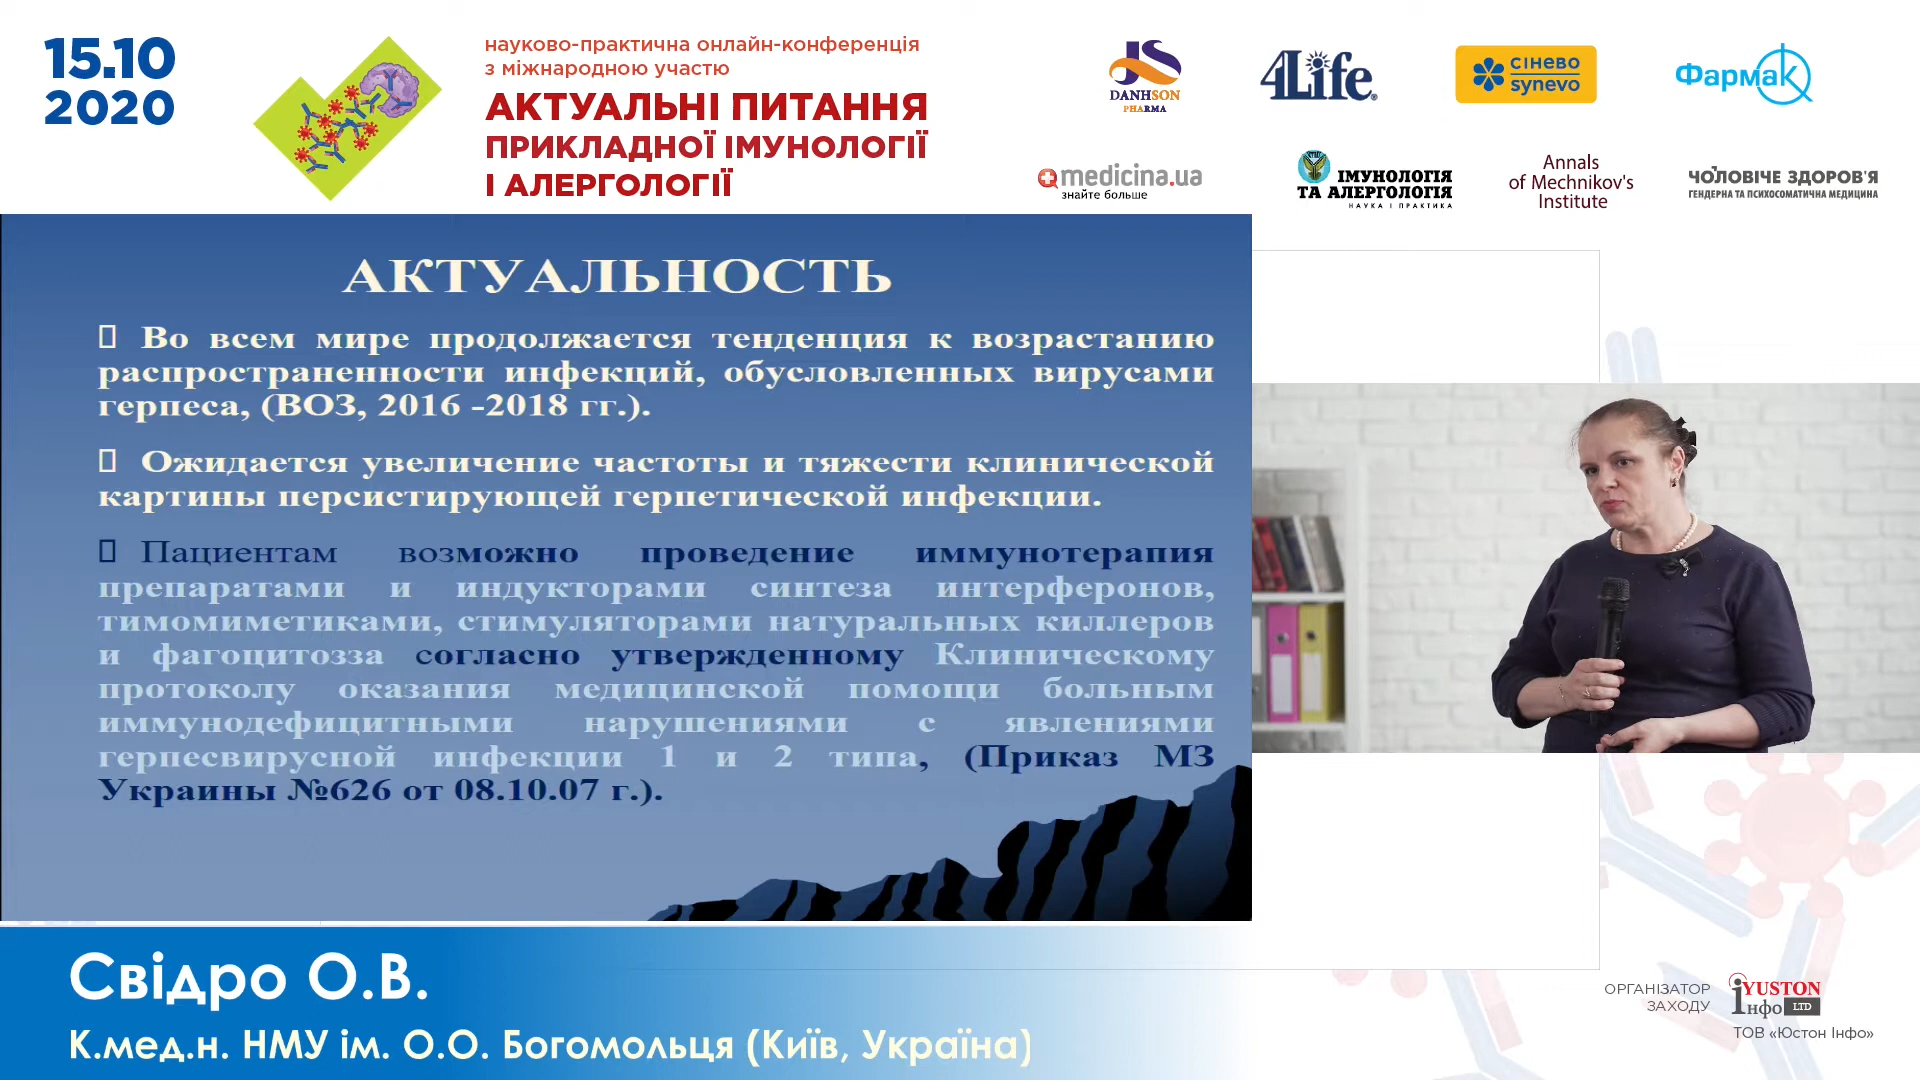 15.10
2020
науково-практична онлайн-конференція
з міжнародною участю
АКТУАЛЬНІ ПИТАННЯ
ПРИКЛАДНОЇ ІМУНОЛОГІЇ
І АЛЕРГОЛОГІЇ
DANHSON
PHARMA
4Life®
сінево
synevo
Фармак
medicina.ua
знайте больше
ІМУНОЛОГІЯ
ТА АЛЕРГОЛОГІЯ
НАУКА І ПРАКТИКА
Annals
of Mechnikov's
Institute
ЧОЛОВІЧЕ ЗДОРОВ'Я
ГЕНДЕРНА ТА ПСИХОСОМАТИЧНА МЕДИЦИНА
АКТУАЛЬНОСТЬ
Во всем мире продолжается тенденция к возрастанию
распространенности инфекций, обусловленных вирусами
герпеса, (ВОЗ, 2016 -2018 гг.).
Ожидается увеличение частоты и тяжести клинической
картины персистирующей герпетической инфекции.
Пациентам возможно проведение иммунотерапия
препаратами и индукторами синтеза интерферонов,
тимомиметиками, стимуляторами натуральных киллеров
и фагоцитозза согласно утвержденному Клиническому
протоколу оказания медицинской помощи больным
иммунодефицитными нарушениями с явлениями
герпесвирусной инфекции 1 и 2 типа, (Приказ МЗ
Украины №626 от 08.10.07 г.).
Свідро О.В.
К.мед.н. НМУ ім. О.О. Богомольця (Київ, Україна)
ОРГАНІЗАТОР
ЗАХОДУ
YUSTON
інфо LTD
ТОВ «Юстон Інфо»